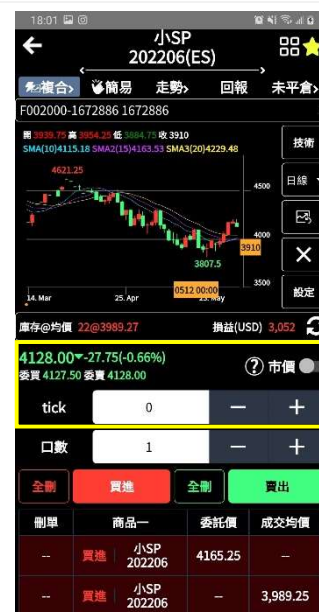 18:01
小SP
202206(ES)
複合> 簡易 走勢> 回報 未平倉>
F002000-1672886 1672886
開 3939.75 高 3954.25 低 3884.75 收 3910
SMA(10)4115.18 SMA2(15)4163.53 SMA3(20)4229.48
技術
4621.25
日線
4500
4000
3910
3807.5
3500
0512 00:00
14. Mar 25. Apr 23. May
設定
庫存@均價 22@3989.27 損益(USD) 3,052
4128.00▼-27.75(-0.66%)
委買 4127.50 委賣 4128.00
? 市價
tick 0 — +
口數 1 — +
全刪 買進 全刪 賣出
刪單 商品一 委託價 成交均價
-- 買進 小SP 202206 4165.25 --
-- 買進 小SP 202206 -- 3,989.25